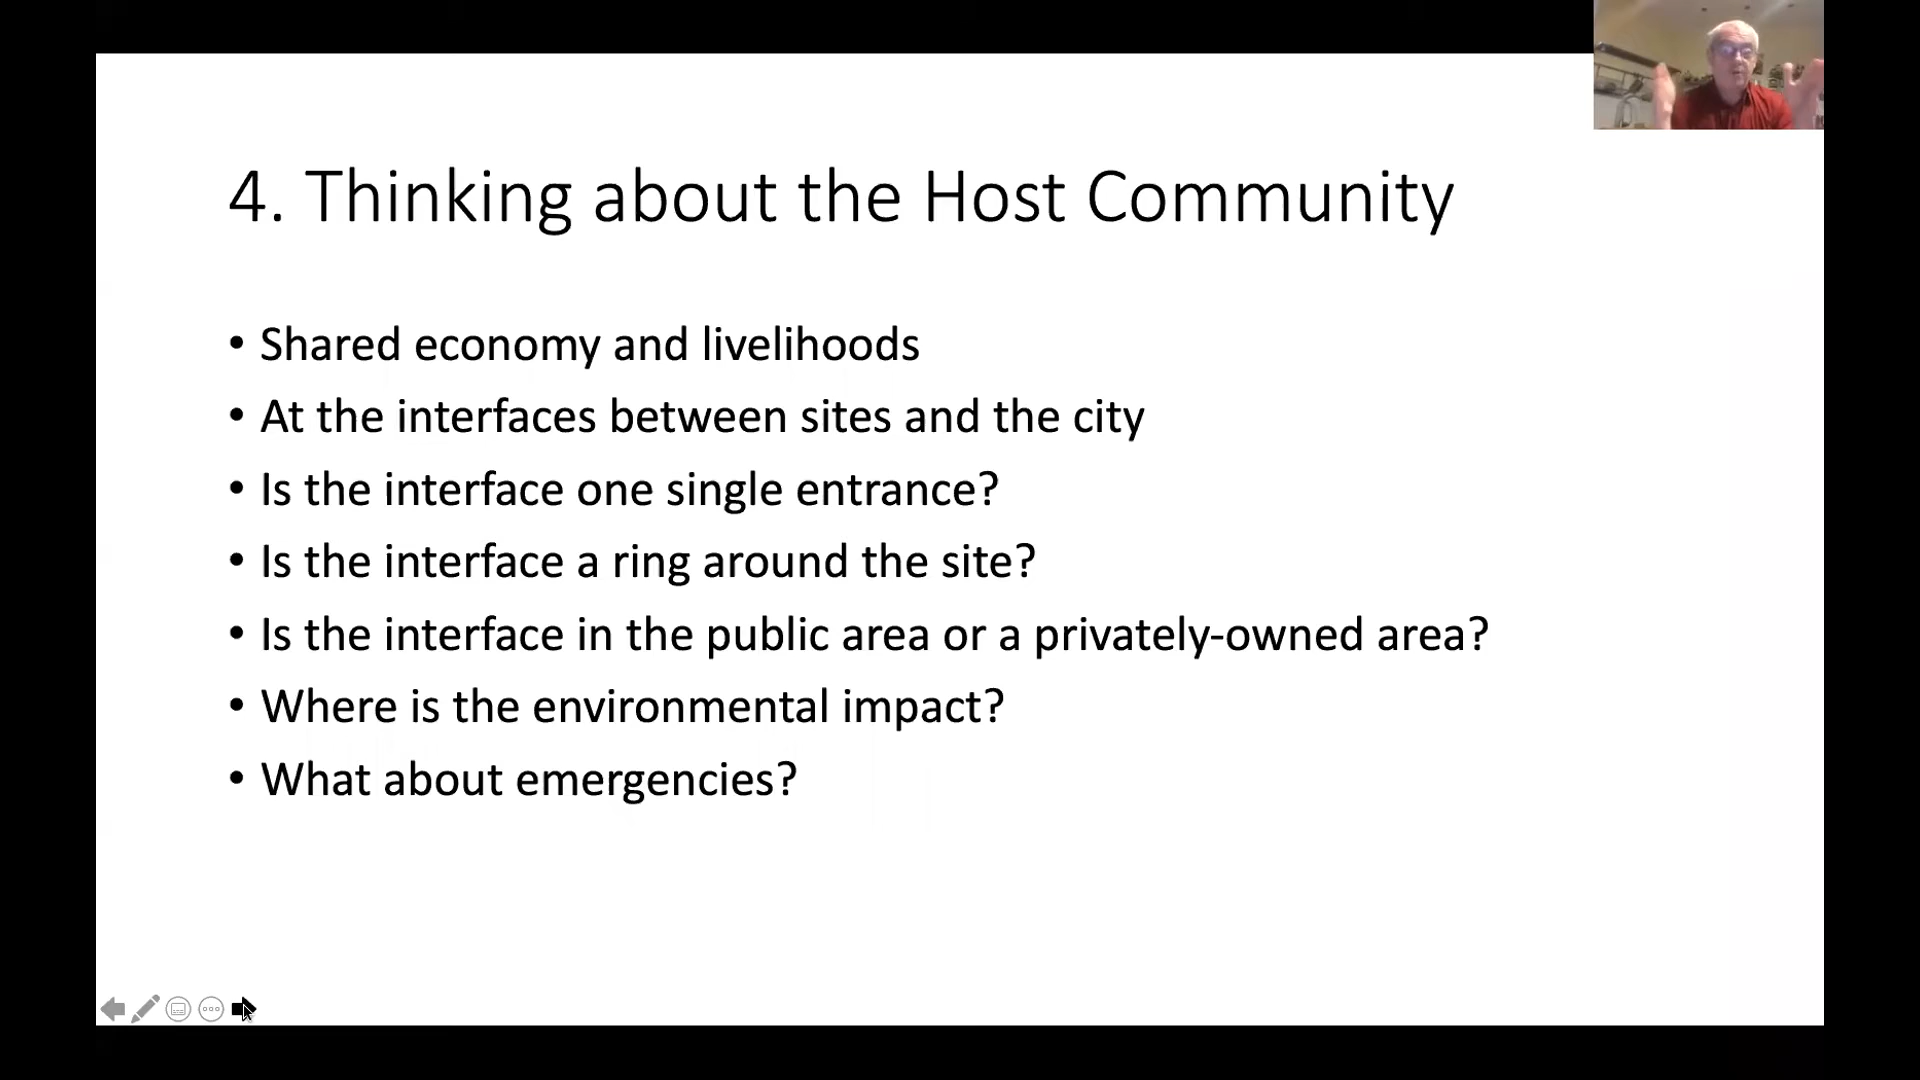 4. Thinking about the Host Community
• Shared economy and livelihoods
• At the interfaces between sites and the city
• Is the interface one single entrance?
• Is the interface a ring around the site?
• Is the interface in the public area or a privately-owned area?
• Where is the environmental impact?
• What about emergencies?